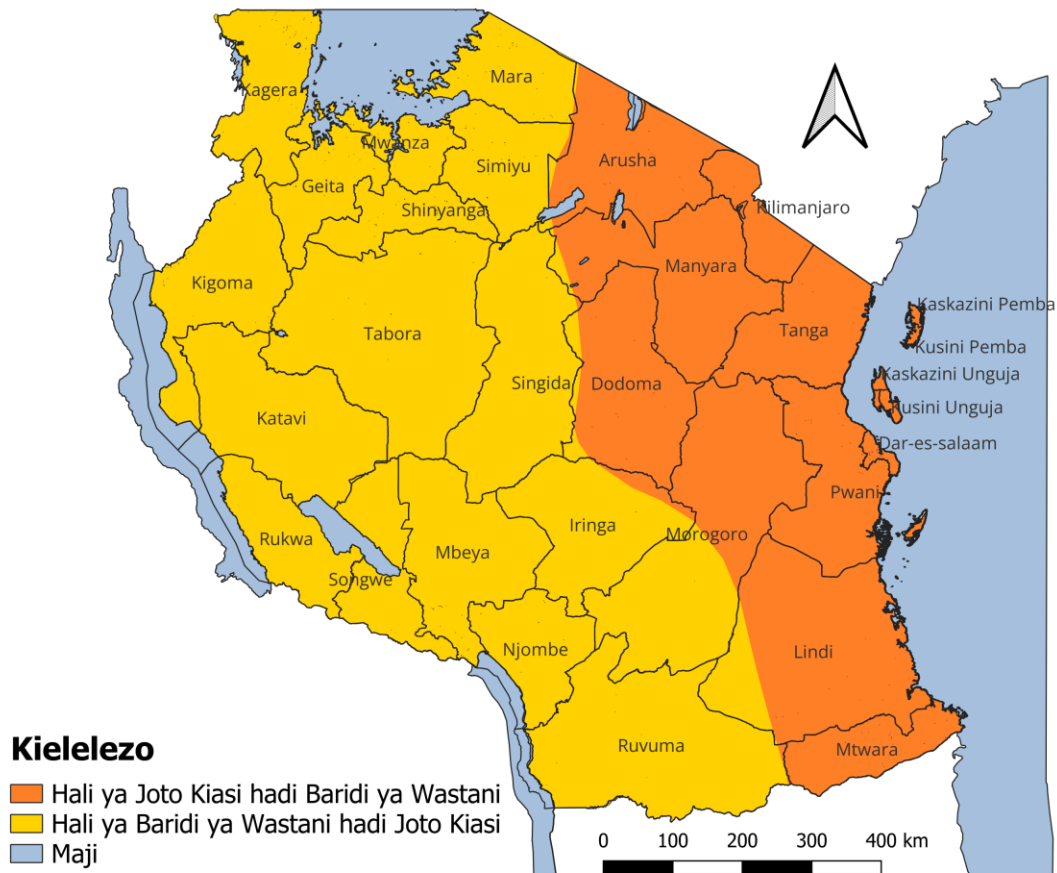 Mara
Kagera
Mwanza
Simiyu
Arusha
Geita
Shinyanga
Kilimanjaro
Manyara
Kigoma
Kaskazini Pemba
Tabora
Tanga
Kusini Pemba
Kaskazini Unguja
Singida
Dodoma
Kusini Unguja
Katavi
Dar-es-salaam
Pwani
Iringa
Morogoro
Rukwa
Mbeya
Songwe
Njombe
Lindi
Ruvuma
Mtwara
Kielelezo
Hali ya Joto Kiasi hadi Baridi ya Wastani
Hali ya Baridi ya Wastani hadi Joto Kiasi
Maji
0 100 200 300 400 km